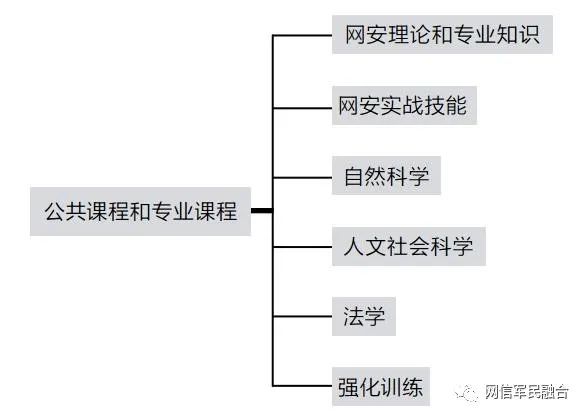 网安理论和专业知识
网安实战技能
自然科学
公共课程和专业课程
人文社会科学
法学
强化训练
网信军民融合